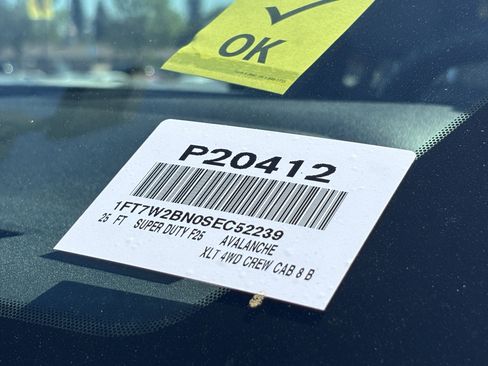 OK
P20412
1FT7W2BN0SEC52239
25 FT SUPER DUTY F25 AVALANCHE
XLT 4WD CREW CAB 8 B